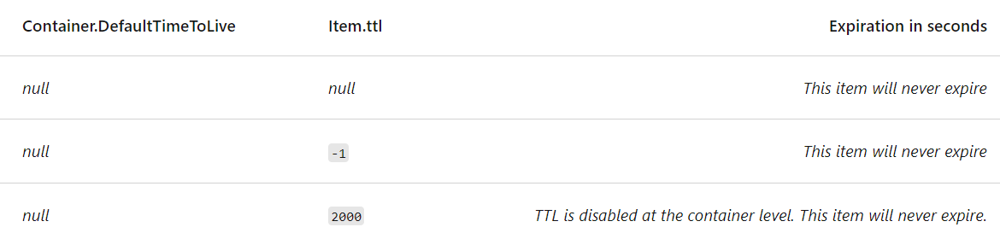 Container.DefaultTimeToLive Item.ttl Expiration in seconds
null null This item will never expire
null -1 This item will never expire
null 2000 TTL is disabled at the container level. This item will never expire.